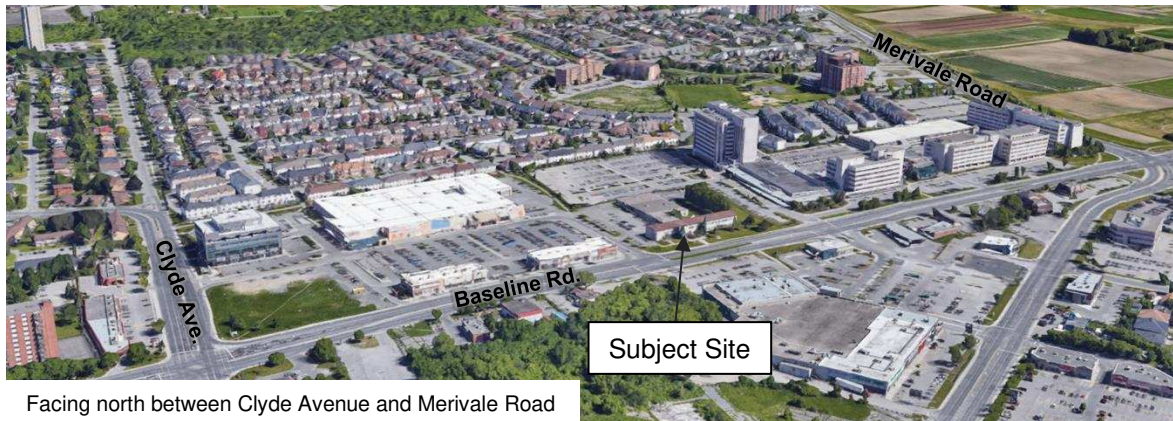 Merivale Road
Clyde Ave.
Baseline Rd.
Subject Site
Facing north between Clyde Avenue and Merivale Road